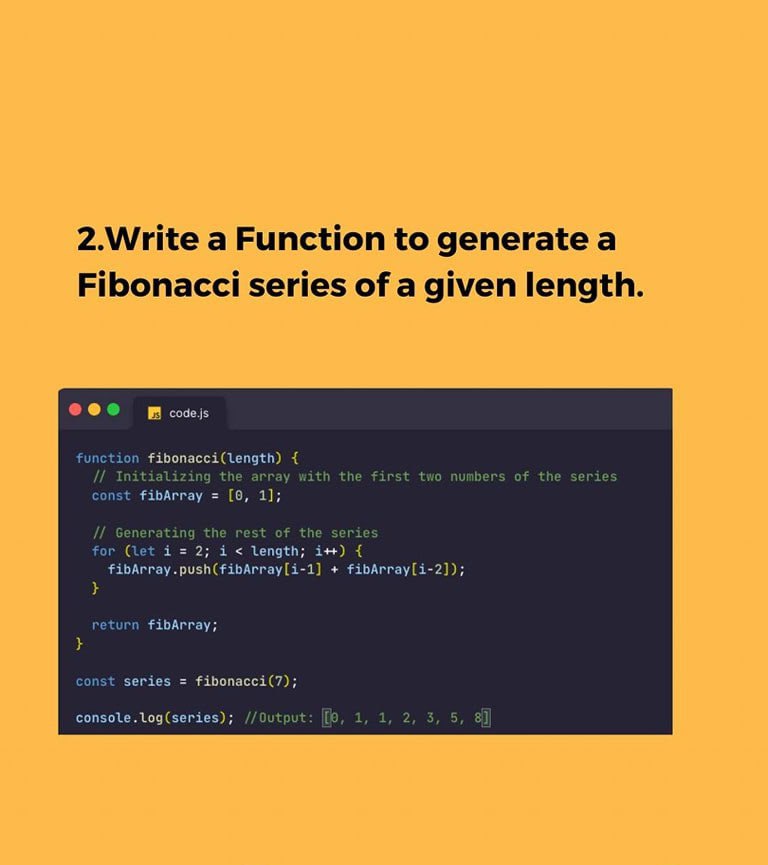 2.Write a Function to generate a
Fibonacci series of a given length.
JS code.js
function fibonacci(length) {
  // Initializing the array with the first two numbers of the series
  const fibArray = [0, 1];

  // Generating the rest of the series
  for (let i = 2; i < length; i++) {
    fibArray.push(fibArray[i-1] + fibArray[i-2]);
  }

  return fibArray;
}

const series = fibonacci(7);

console.log(series); //Output: [0, 1, 1, 2, 3, 5, 8]